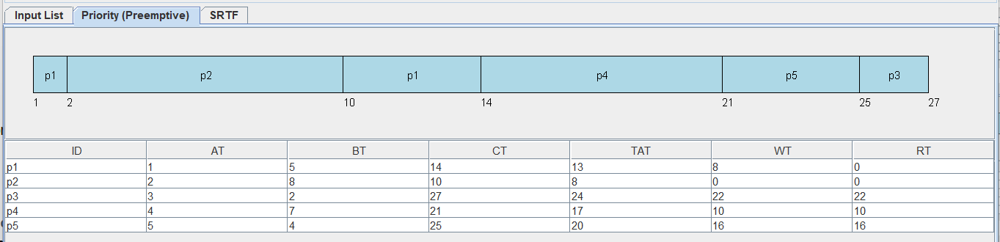 Input List Priority (Preemptive) SRTF
p1 p2 p1 p4 p5 p3
1 2 10 14 21 25 27
ID AT BT CT TAT WT RT
p1 1 5 14 13 8 0
p2 2 8 10 8 0 0
p3 3 2 27 24 22 22
p4 4 7 21 17 10 10
p5 5 4 25 20 16 16